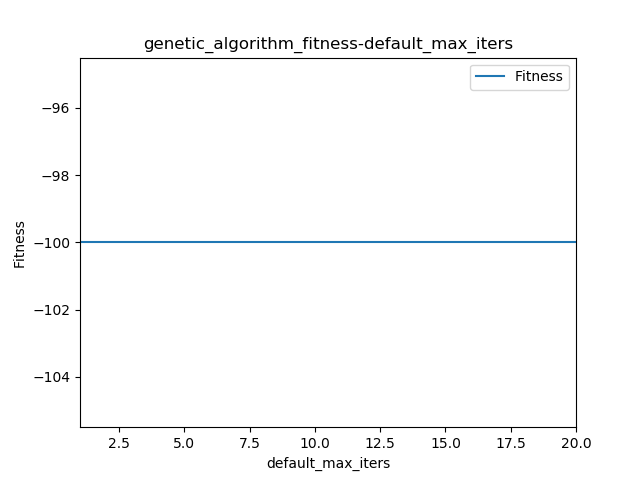 genetic_algorithm_fitness-default_max_iters
Fitness
−96
−98
−100
−102
−104
Fitness
2.5 5.0 7.5 10.0 12.5 15.0 17.5 20.0
default_max_iters